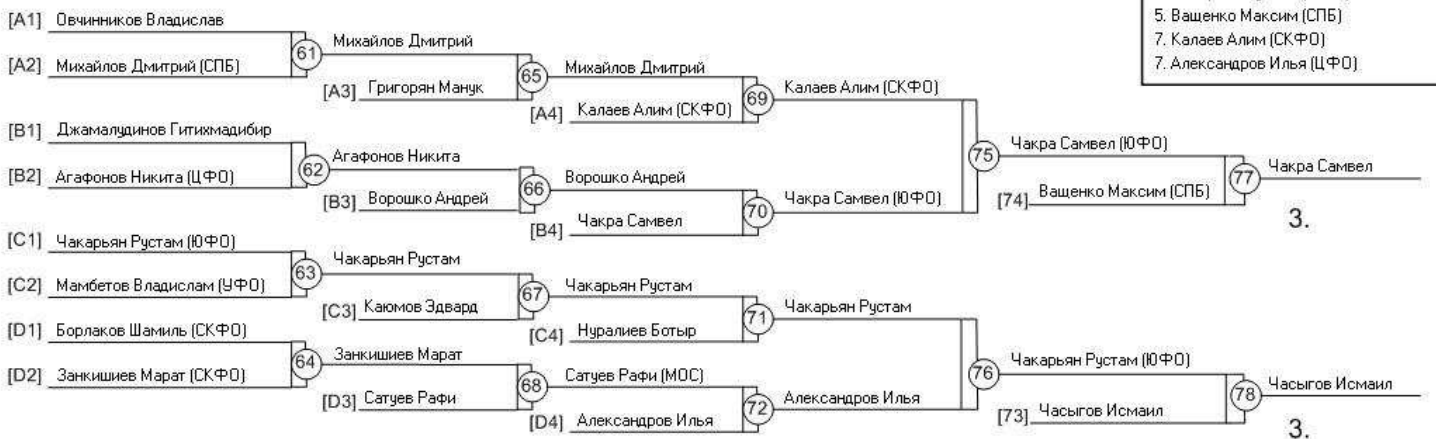 [A1] Овчинников Владислав
61
[A2] Михайлов Дмитрий (СПБ)
Михайлов Дмитрий
65
[A3] Григорян Манук
Михайлов Дмитрий
69
[A4] Калаев Алим (СКФО)
Калаев Алим (СКФО)
5. Ващенко Максим (СПБ)
7. Калаев Алим (СКФО)
7. Александров Илья (ЦФО)
[B1] Джамалудинов Гитихмадибир
62
[B2] Агафонов Никита (ЦФО)
Агафонов Никита
66
[B3] Ворошко Андрей
Ворошко Андрей
70
[B4] Чакра Самвел
Чакра Самвел (ЮФО)
75
Чакра Самвел (ЮФО)
77
[74] Ващенко Максим (СПБ)
Чакра Самвел
3.
[C1] Чакарьян Рустам (ЮФО)
63
[C2] Мамбетов Владислам (УФО)
Чакарьян Рустам
67
[C3] Каюмов Эдвард
Чакарьян Рустам
71
[C4] Нуралиев Ботыр
Чакарьян Рустам
[D1] Борлаков Шамиль (СКФО)
64
[D2] Занкишиев Марат (СКФО)
Занкишиев Марат
68
[D3] Сатуев Рафи
Сатуев Рафи (МОС)
72
[D4] Александров Илья
Александров Илья
76
Чакарьян Рустам (ЮФО)
78
[73] Часыгов Исмаил
Часыгов Исмаил
3.